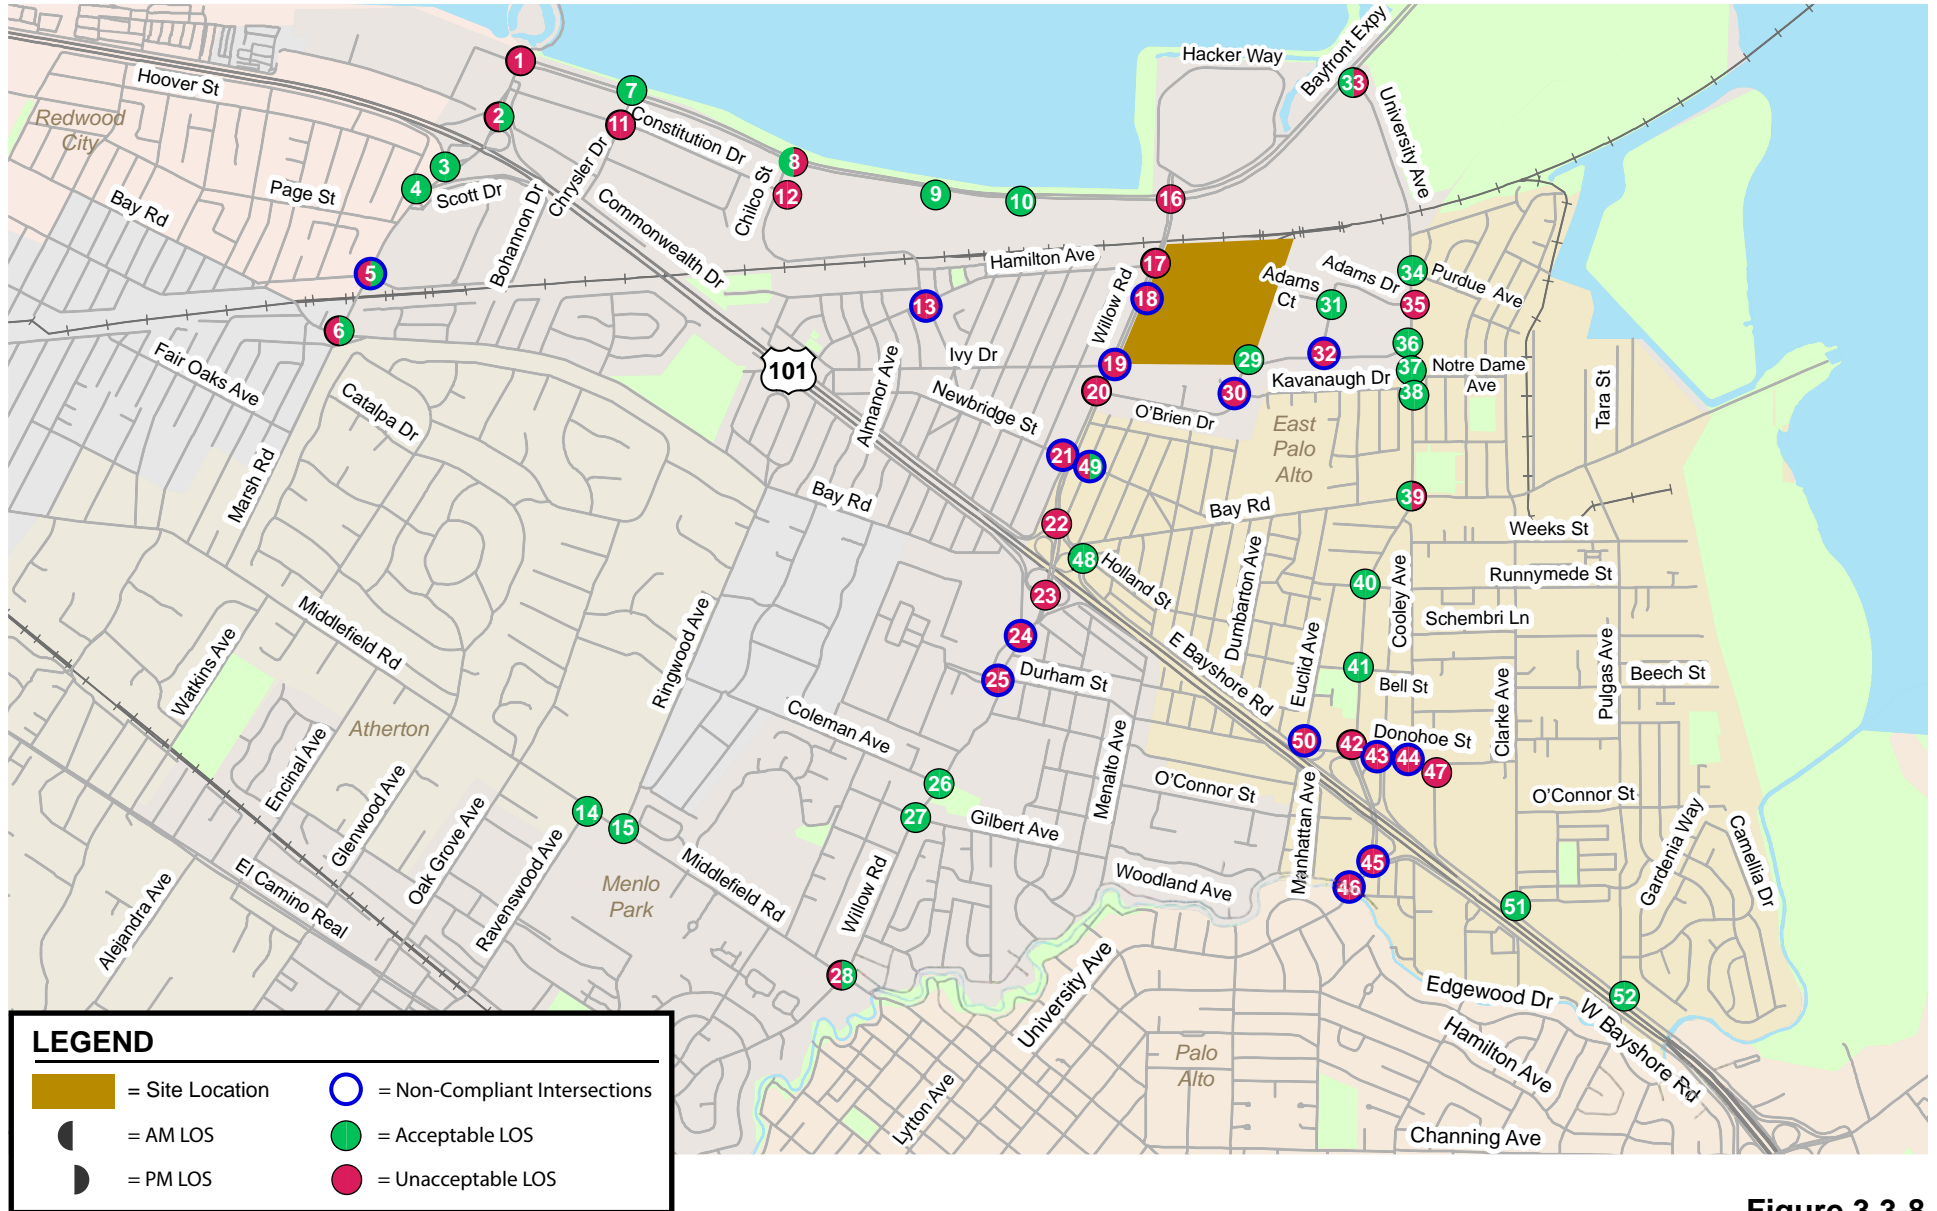 Hacker Way
Bayfront Expy
33
1
Hoover St
7
University Ave
Redwood
City
2
11
Constitution Dr
8
3
Chrysler Dr
Chilco St
12
9
10
16
4
Scott Dr
Page St
Bay Rd
Bohannon Dr
Commonwealth Dr
Hamilton Ave
17
Adams
Ct
Adams Dr
34
Purdue Ave
5
18
31
35
13
Willow Rd
6
36
Fair Oaks Ave
Ivy Dr
19
29
32
37
Notre Dame
Ave
101
Almanor Ave
20
30
Kavanaugh Dr
38
Tara St
Catalpa Dr
Newbridge St
O'Brien Dr
East
Palo
Alto
Marsh Rd
21
49
Bay Rd
Bay Rd
39
22
Weeks St
48
Holland St
Dumbarton Ave
Cooley Ave
40
Runnymede St
23
Schembri Ln
Middlefield Rd
Ringwood Ave
24
E Bayshore Rd
Euclid Ave
41
Bell St
Pulgas Ave
Beech St
Watkins Ave
25
Durham St
Clarke Ave
Atherton
Coleman Ave
Menalto Ave
50
42
Donohoe St
43
44
47
Encinal Ave
Glenwood Ave
26
O'Connor St
Manhattan Ave
O'Connor St
14
15
27
Gilbert Ave
Oak Grove Ave
Ravenswood Ave
Gardenia Way
Camellia Dr
El Camino Real
Menlo
Park
Middlefield Rd
Willow Rd
Woodland Ave
45
46
51
Alejandra Ave
28
University Ave
Edgewood Dr
52
W Bayshore Rd
Hamilton Ave
Palo
Alto
Lytton Ave
Channing Ave
LEGEND
= Site Location
= Non-Compliant Intersections
= AM LOS
= Acceptable LOS
= PM LOS
= Unacceptable LOS
Figure 3.3-8